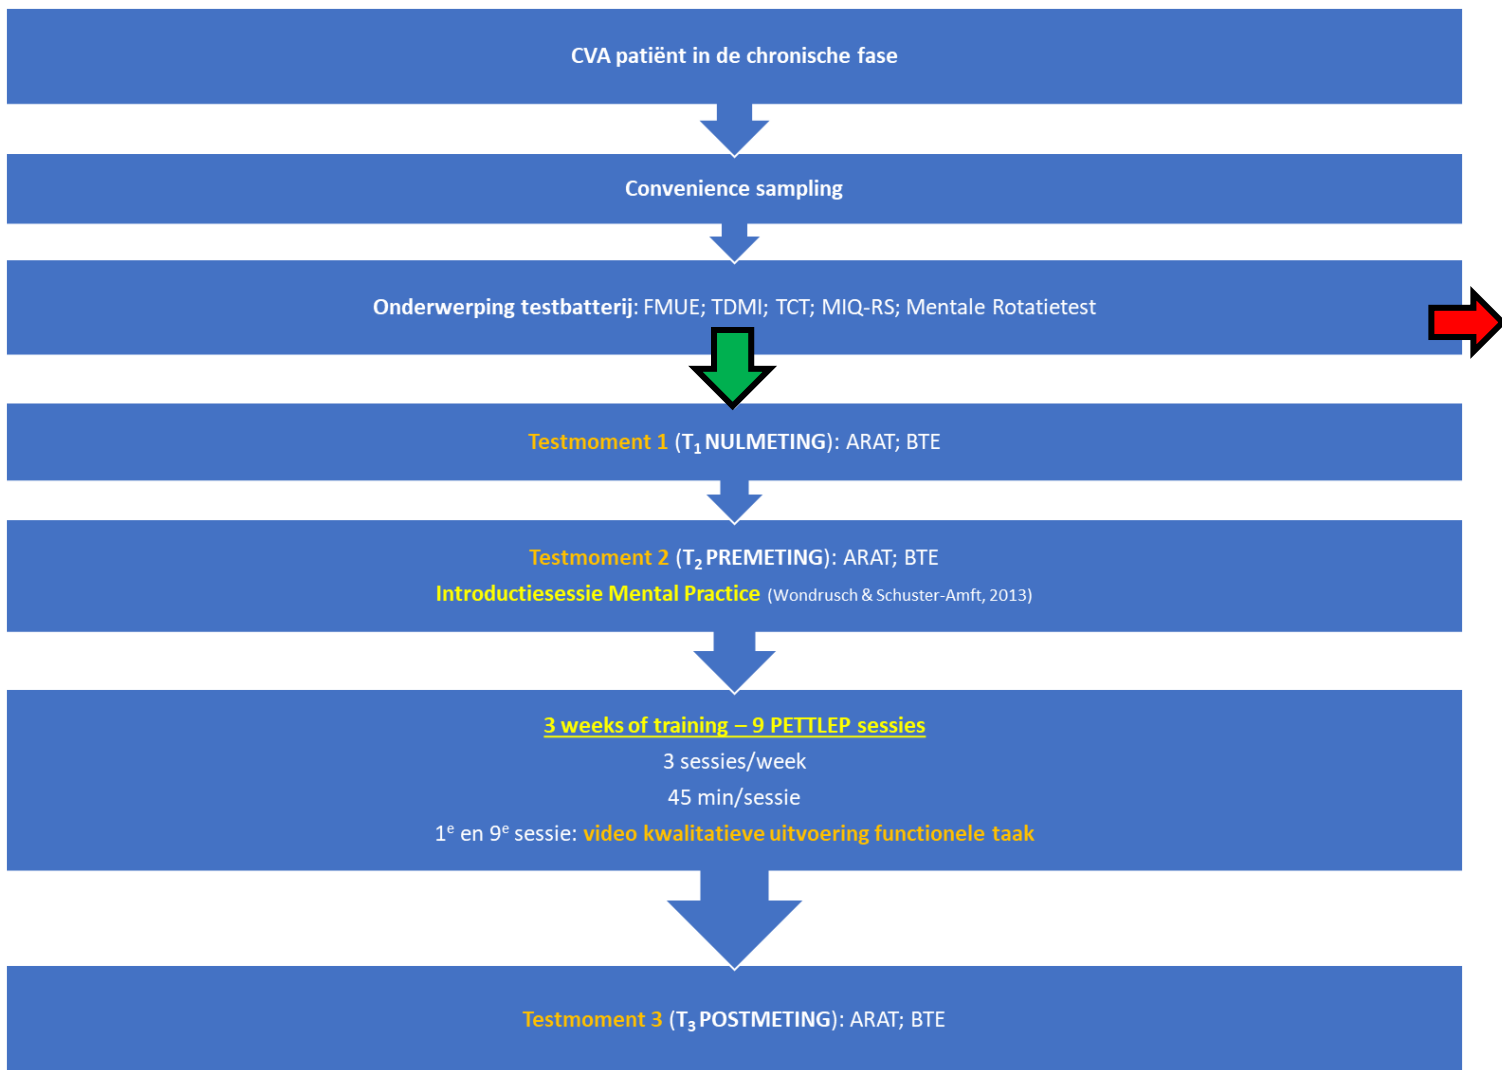 CVA patiënt in de chronische fase
Convenience sampling
Onderwerping testbatterij: FMUE; TDMI; TCT; MIQ-RS; Mentale Rotatietest
Testmoment 1 (T1 NULMETING): ARAT; BTE
Testmoment 2 (T2 PREMETING): ARAT; BTE
Introductiesessie Mental Practice (Wondrusch & Schuster-Amft, 2013)
3 weeks of training – 9 PETTLEP sessies
3 sessies/week
45 min/sessie
1e en 9e sessie: video kwalitatieve uitvoering functionele taak
Testmoment 3 (T3 POSTMETING): ARAT; BTE